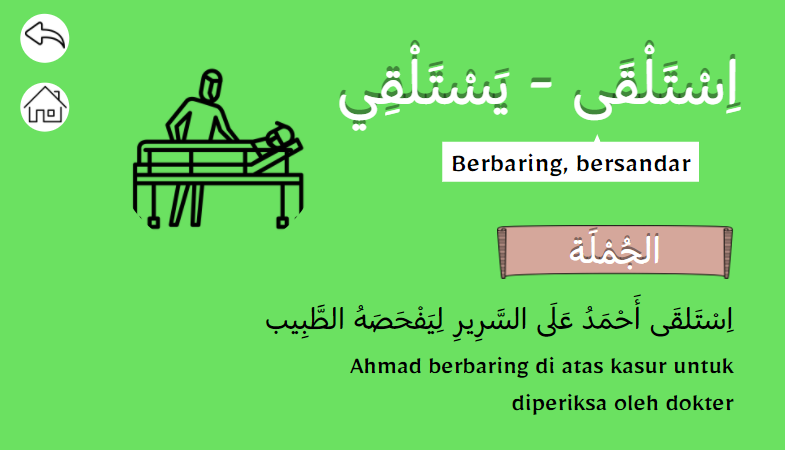 اِسْتَلْقَى - يَسْتَلْقِي
Berbaring, bersandar
الجُمْلَة
اِسْتَلقَى أَحْمَدُ عَلَى السَّرِيرِ لِيَفْحَصَهُ الطَّبِيب
Ahmad berbaring di atas kasur untuk
diperiksa oleh dokter